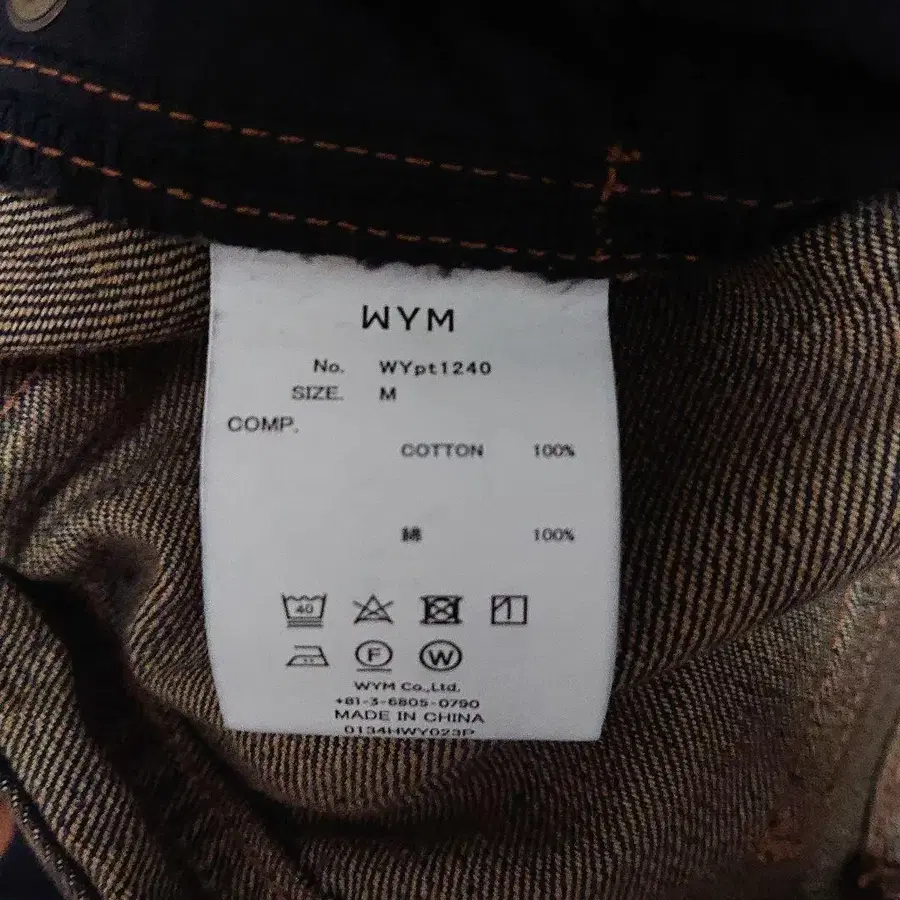 WYM
No. WYpt1240
SIZE. M
COMP.
COTTON 100%
綿 100%
40
F W
WYM Co.,Ltd.
+81-3-6805-0790
MADE IN CHINA
0134HWY023P